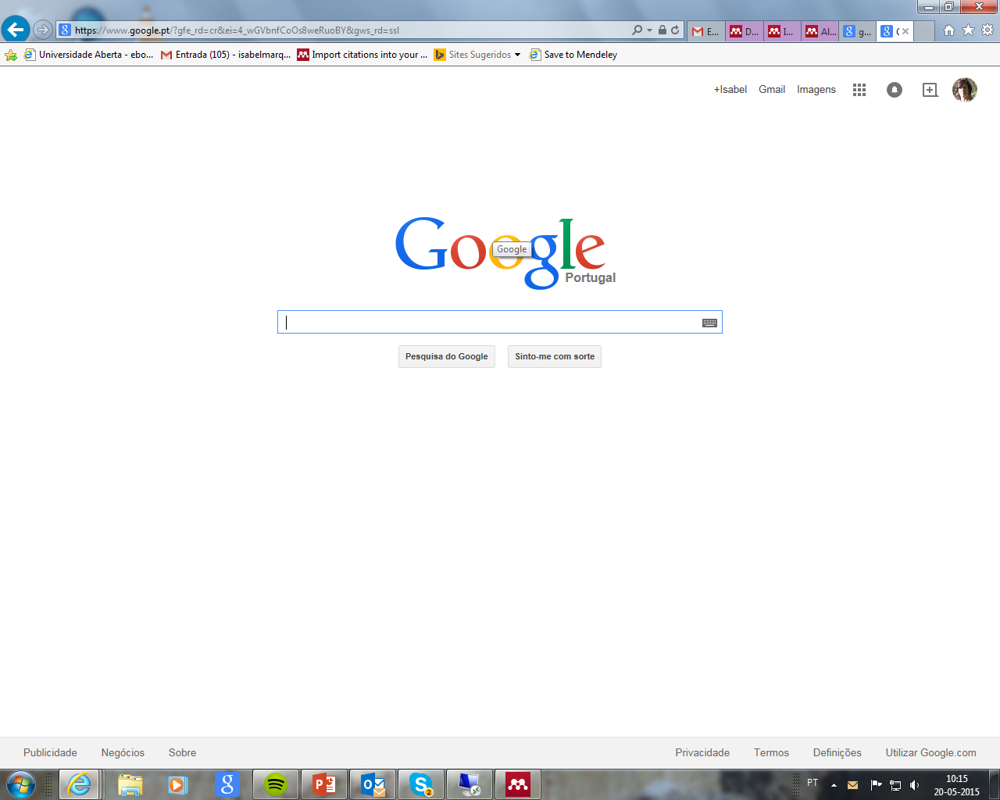 https://www.google.pt/?gfe_rd=cr&ei=4_wGVbnfCoOs8weRuoBY&gws_rd=ssl
E...
D...
I...
Al...
g...
Universidade Aberta - ebo...
Entrada (105) - isabelmarq...
Import citations into your ...
Sites Sugeridos
Save to Mendeley
+Isabel
Gmail
Imagens
Google
Google
Portugal
Pesquisa do Google
Sinto-me com sorte
Publicidade
Negócios
Sobre
Privacidade
Termos
Definições
Utilizar Google.com
2
PT
10:15
20-05-2015